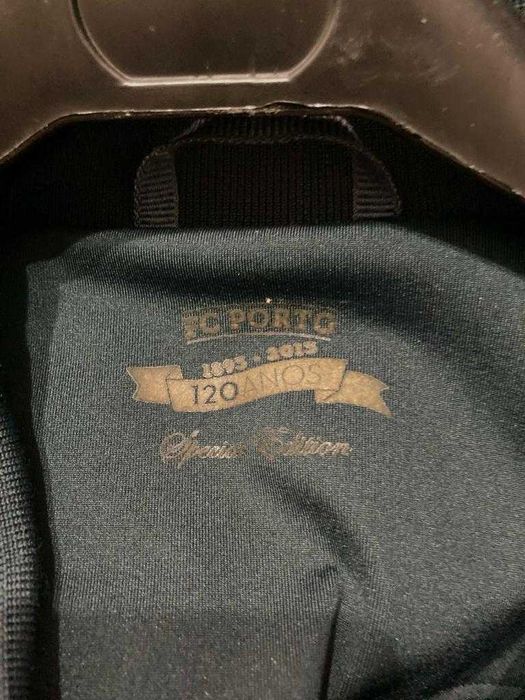 FC PORTO
1893 • 2013
120 ANOS
Special Edition